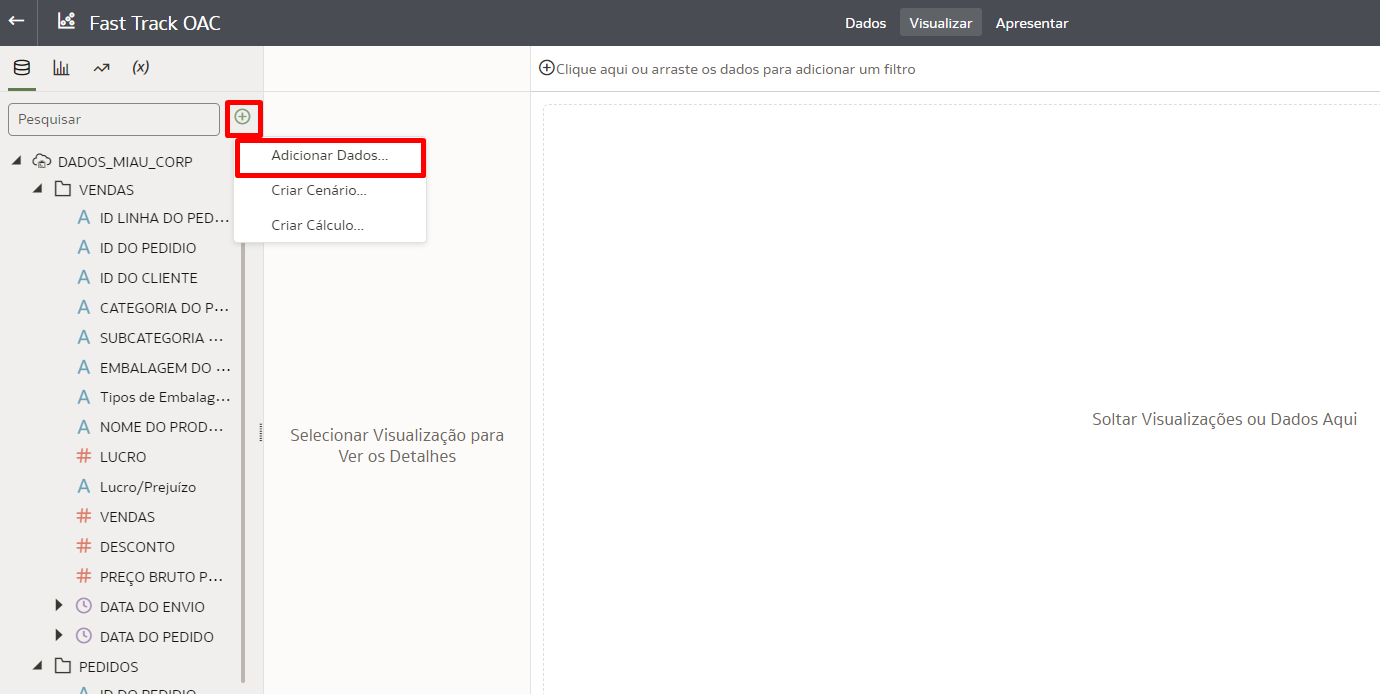 Fast Track OAC
Dados Visualizar Apresentar
(x)
Clique aqui ou arraste os dados para adicionar um filtro
Pesquisar
Adicionar Dados...
Criar Cenário...
Criar Cálculo...
DADOS_MIAU_CORP
VENDAS
A ID LINHA DO PED...
A ID DO PEDIDIO
A ID DO CLIENTE
A CATEGORIA DO P...
A SUBCATEGORIA ...
A EMBALAGEM DO ...
A Tipos de Embalag...
A NOME DO PROD...
# LUCRO
A Lucro/Prejuízo
# VENDAS
# DESCONTO
# PREÇO BRUTO P...
DATA DO ENVIO
DATA DO PEDIDO
PEDIDOS
A ID DO PEDIDIO
Selecionar Visualização para
Ver os Detalhes
Soltar Visualizações ou Dados Aqui